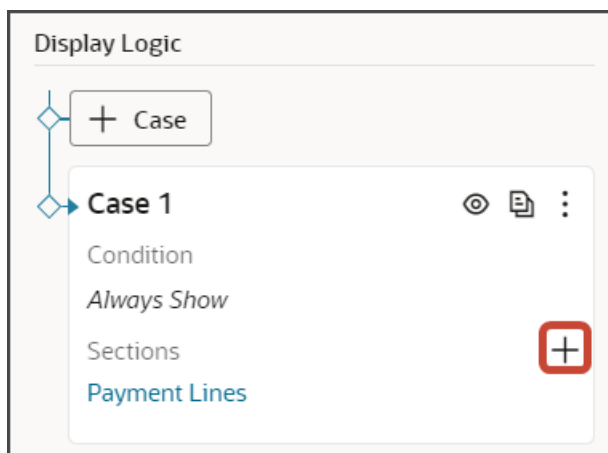 Display Logic
+ Case
Case 1
Condition
Always Show
Sections
Payment Lines